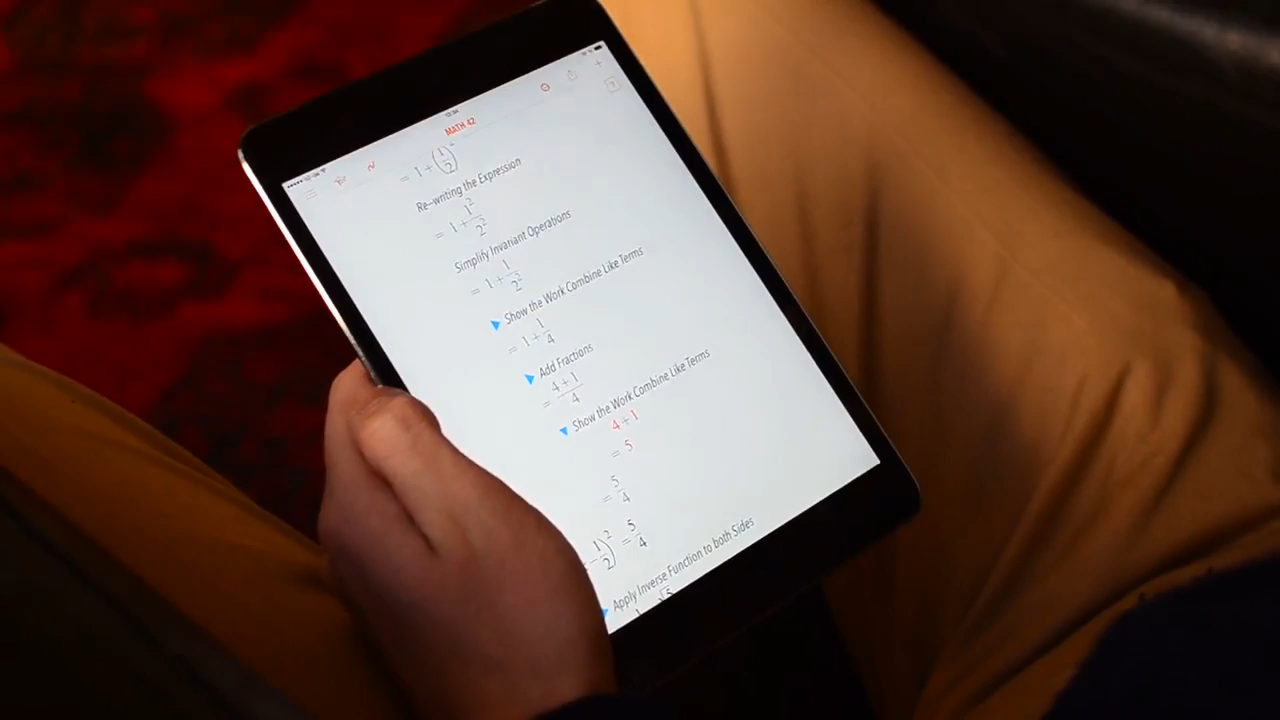 MATH 42
= 1 + (1/2)²
Re-writing the Expression
= 1 + 1²/2²
Simplify Invariant Operations
= 1 + 1/2²
Show the Work Combine Like Terms
= 1 + 1/4
Add Fractions
= 4 + 1/4
Show the Work Combine Like Terms
4 + 1
= 5
= 5/4
- 1/2)² = 5/4
Apply Inverse Function to both Sides